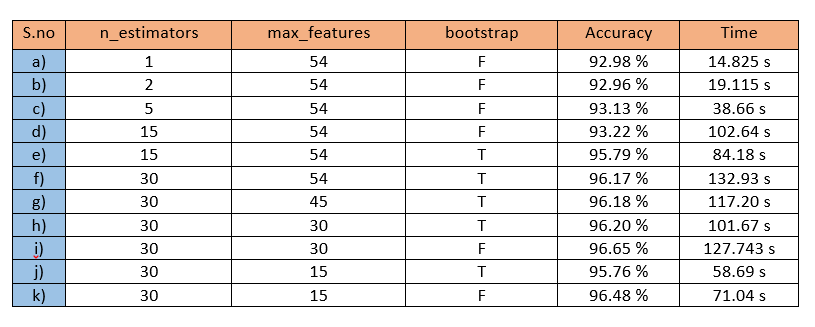 S.no n_estimators max_features bootstrap Accuracy Time
a) 1 54 F 92.98 % 14.825 s
b) 2 54 F 92.96 % 19.115 s
c) 5 54 F 93.13 % 38.66 s
d) 15 54 F 93.22 % 102.64 s
e) 15 54 T 95.79 % 84.18 s
f) 30 54 T 96.17 % 132.93 s
g) 30 45 T 96.18 % 117.20 s
h) 30 30 T 96.20 % 101.67 s
i) 30 30 F 96.65 % 127.743 s
j) 30 15 T 95.76 % 58.69 s
k) 30 15 F 96.48 % 71.04 s